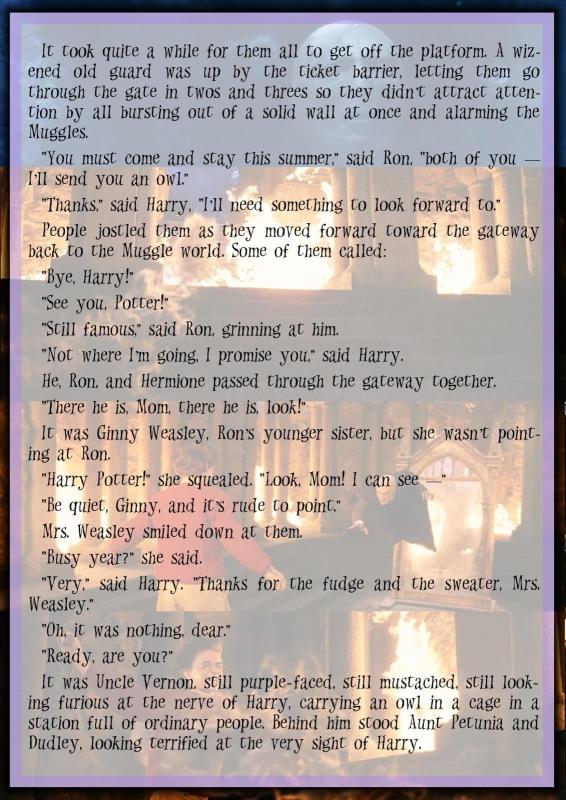 It took quite a while for them all to get off the platform. A wiz-
ened old guard was up by the ticket barrier, letting them go
through the gate in twos and threes so they didn't attract atten-
tion by all bursting out of a solid wall at once and alarming the
Muggles.
"You must come and stay this summer," said Ron, "both of you —
I'll send you an owl."
"Thanks," said Harry, "I'll need something to look forward to."
People jostled them as they moved forward toward the gateway
back to the Muggle world. Some of them called:
"Bye, Harry!"
"See you, Potter!"
"Still famous," said Ron, grinning at him.
"Not where I'm going, I promise you," said Harry.
He, Ron, and Hermione passed through the gateway together.
"There he is, Mom, there he is, look!"
It was Ginny Weasley, Ron's younger sister, but she wasn't point-
ing at Ron.
"Harry Potter!" she squealed. "Look, Mom! I can see —"
"Be quiet, Ginny, and it's rude to point."
Mrs. Weasley smiled down at them.
"Busy year?" she said.
"Very," said Harry. "Thanks for the fudge and the sweater, Mrs.
Weasley."
"Oh, it was nothing, dear."
"Ready, are you?"
It was Uncle Vernon, still purple-faced, still mustached, still look-
ing furious at the nerve of Harry, carrying an owl in a cage in a
station full of ordinary people. Behind him stood Aunt Petunia and
Dudley, looking terrified at the very sight of Harry.